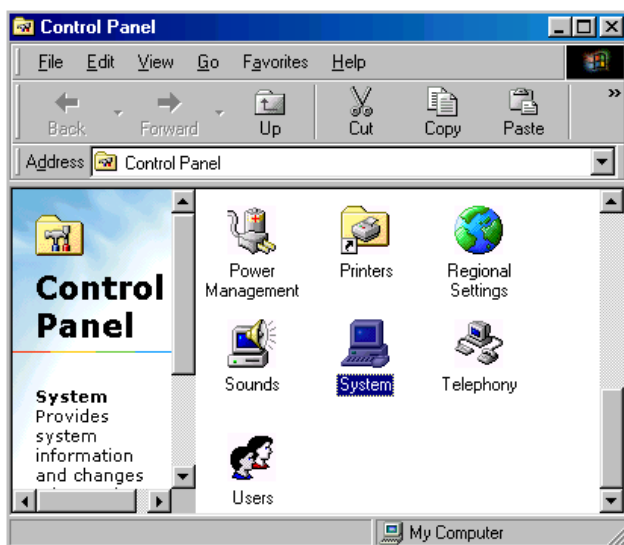 Control Panel
File Edit View Go Favorites Help
Back Forward Up Cut Copy Paste »
Address Control Panel
Control
Panel
System
Provides
system
information
and changes
Power
Management
Printers
Regional
Settings
Sounds
System
Telephony
Users
My Computer